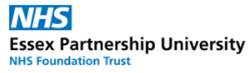 NHS
Essex Partnership University
NHS Foundation Trust